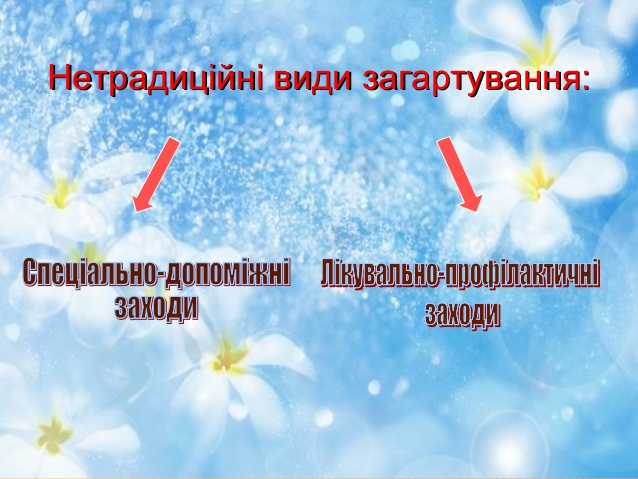 Нетрадиційні види загартування:
Спеціально-допоміжні
заходи
Лікувально-профілактичні
заходи